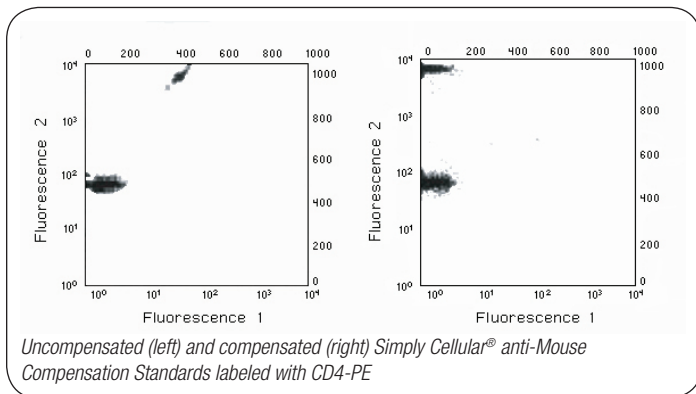 0 200 400 600 800 1000
10⁴
10³
10²
10¹
10⁰
Fluorescence 2
1000
800
600
400
200
0
10⁰ 10¹ 10² 10³ 10⁴
Fluorescence 1
0 200 400 600 800 1000
10⁴
10³
10²
10¹
10⁰
Fluorescence 2
1000
800
600
400
200
0
10⁰ 10¹ 10² 10³ 10⁴
Fluorescence 1
Uncompensated (left) and compensated (right) Simply Cellular® anti-Mouse
Compensation Standards labeled with CD4-PE